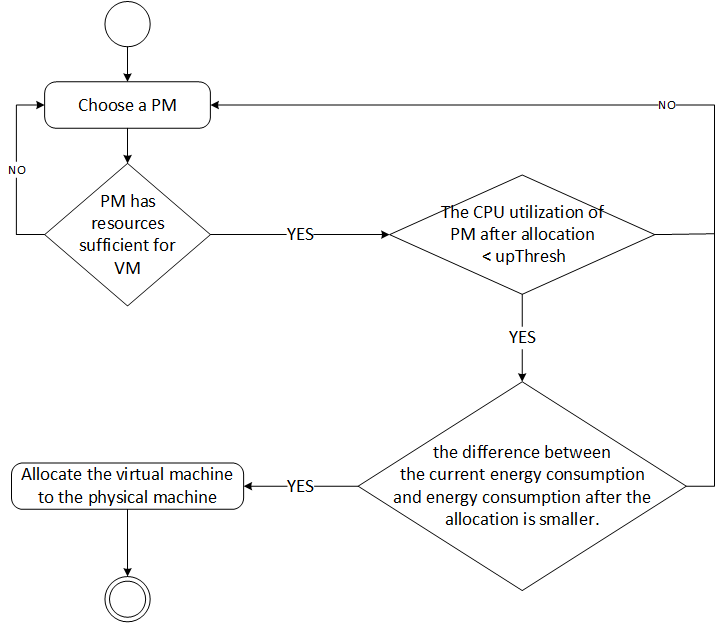 Choose a PM
NO
NO
PM has
resources
sufficient for
VM
YES
The CPU utilization of
PM after allocation
< upThresh
YES
the difference between
the current energy consumption
and energy consumption after the
allocation is smaller.
YES
Allocate the virtual machine
to the physical machine